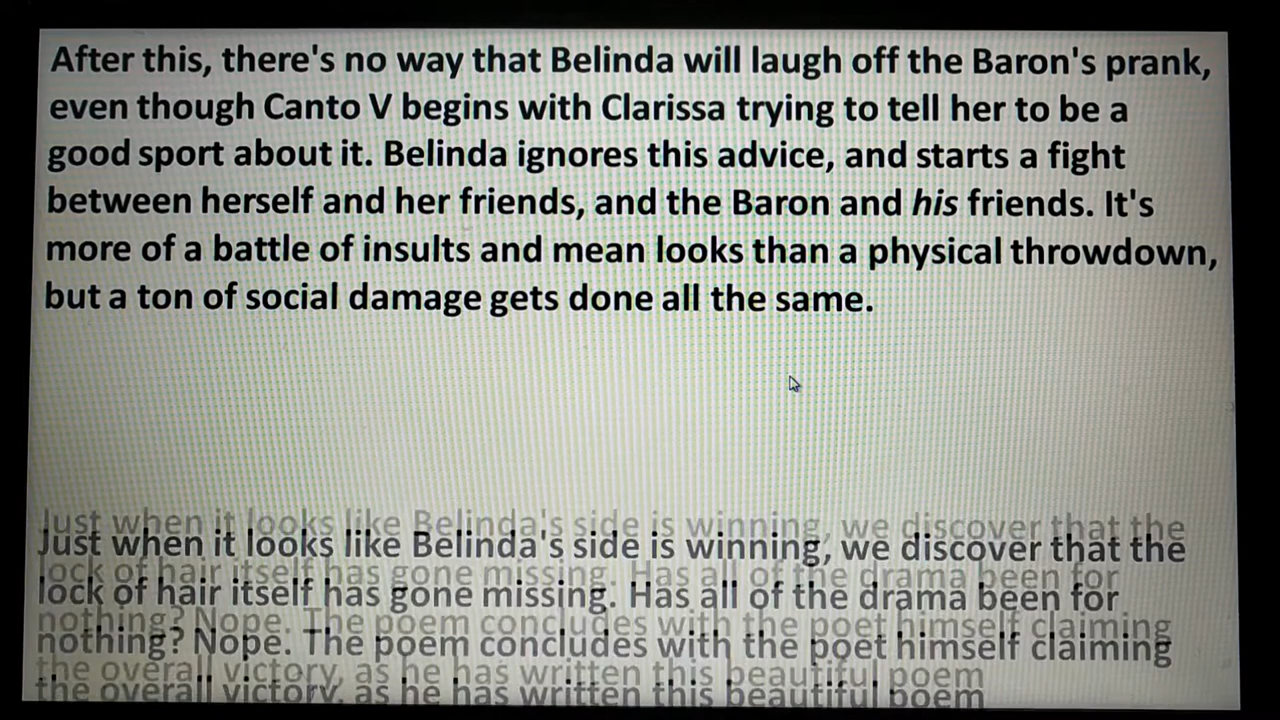 After this, there's no way that Belinda will laugh off the Baron's prank,
even though Canto V begins with Clarissa trying to tell her to be a
good sport about it. Belinda ignores this advice, and starts a fight
between herself and her friends, and the Baron and his friends. It's
more of a battle of insults and mean looks than a physical throwdown,
but a ton of social damage gets done all the same.
Just when it looks like Belinda's side is winning, we discover that the
lock of hair itself has gone missing. Has all of the drama been for
nothing? Nope. The poem concludes with the poet himself claiming
the overall victory, as he has written this beautiful poem